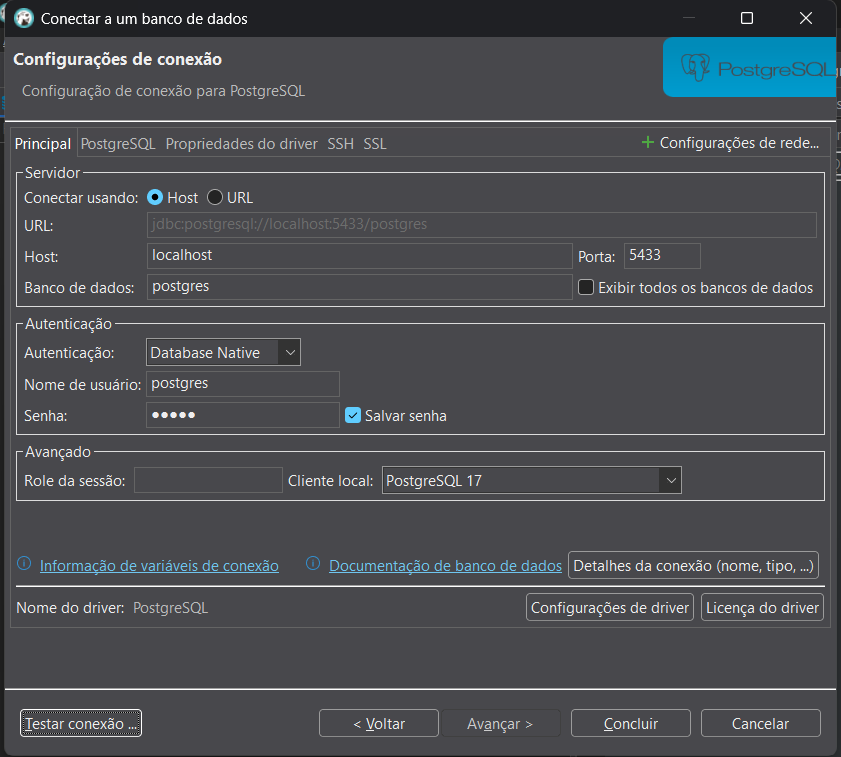 Conectar a um banco de dados
Configurações de conexão
Configuração de conexão para PostgreSQL
PostgreSQL
Principal PostgreSQL Propriedades do driver SSH SSL + Configurações de rede...
Servidor
Conectar usando: Host URL
URL: jdbc:postgresql://localhost:5433/postgres
Host: localhost Porta: 5433
Banco de dados: postgres Exibir todos os bancos de dados
Autenticação
Autenticação: Database Native
Nome de usuário: postgres
Senha: ••••• Salvar senha
Avançado
Role da sessão: Cliente local: PostgreSQL 17
Informação de variáveis de conexão Documentação de banco de dados Detalhes da conexão (nome, tipo, ...)
Nome do driver: PostgreSQL Configurações de driver Licença do driver
Testar conexão ... < Voltar Avançar > Concluir Cancelar